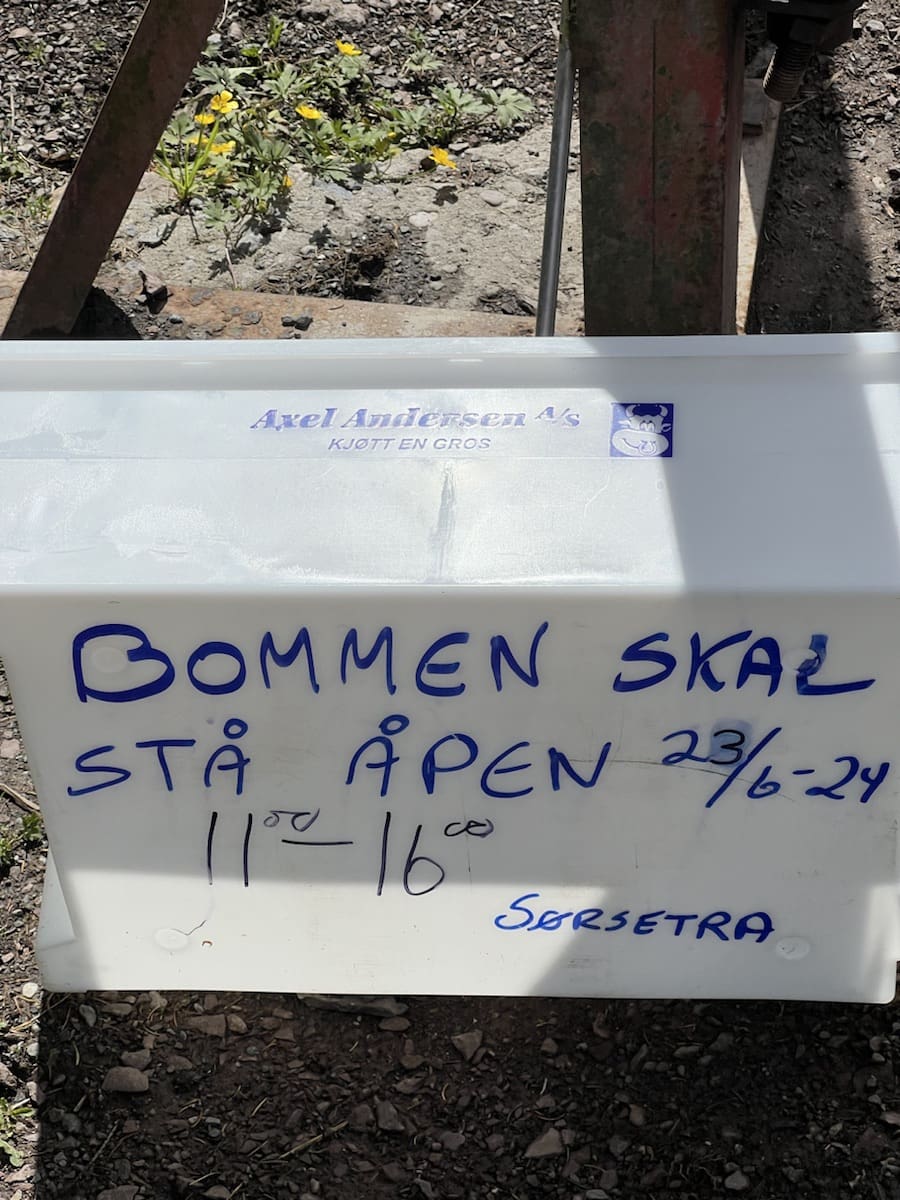 Axel Andersen A/s
KJØTT EN GROS
BOMMEN SKAL
STÅ ÅPEN 23/6-24
11⁰⁰-16⁰⁰
SØRSETRA